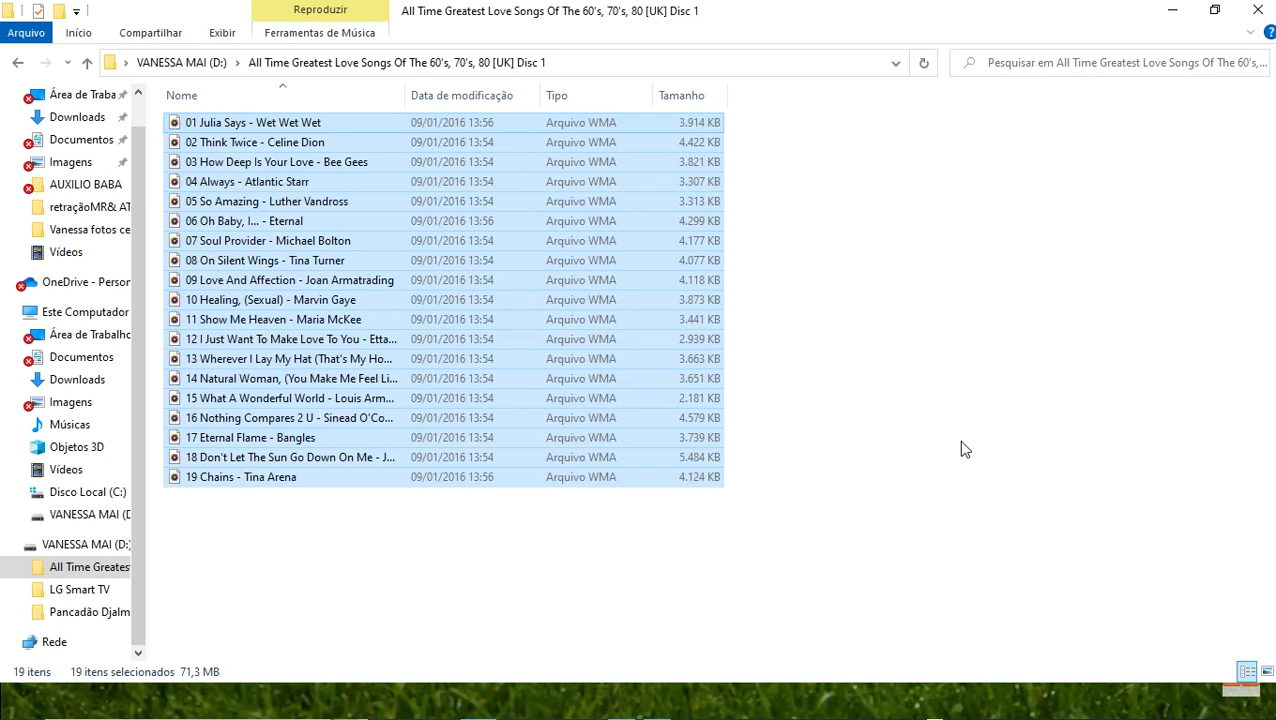 Reproduzir
All Time Greatest Love Songs Of The 60's, 70's, 80 [UK] Disc 1
Arquivo
Início
Compartilhar
Exibir
Ferramentas de Música
?
VANESSA MAI (D:)
All Time Greatest Love Songs Of The 60's, 70's, 80 [UK] Disc 1
Pesquisar em All Time Greatest Love Songs Of The 60's,...
Nome
Data de modificação
Tipo
Tamanho
Área de Traba
Downloads
Documentos
Imagens
AUXILIO BABA
retraçãoMR& AT
Vanessa fotos ce
Vídeos
OneDrive - Person
Este Computador
Área de Trabalho
Documentos
Downloads
Imagens
Músicas
Objetos 3D
Vídeos
Disco Local (C:)
VANESSA MAI (D
VANESSA MAI (D:)
All Time Greates
LG Smart TV
Pancadão Djalm
Rede
01 Julia Says - Wet Wet Wet 09/01/2016 13:56 Arquivo WMA 3.914 KB
02 Think Twice - Celine Dion 09/01/2016 13:54 Arquivo WMA 4.422 KB
03 How Deep Is Your Love - Bee Gees 09/01/2016 13:54 Arquivo WMA 3.821 KB
04 Always - Atlantic Starr 09/01/2016 13:54 Arquivo WMA 3.307 KB
05 So Amazing - Luther Vandross 09/01/2016 13:54 Arquivo WMA 3.313 KB
06 Oh Baby, I... - Eternal 09/01/2016 13:56 Arquivo WMA 4.299 KB
07 Soul Provider - Michael Bolton 09/01/2016 13:54 Arquivo WMA 4.177 KB
08 On Silent Wings - Tina Turner 09/01/2016 13:54 Arquivo WMA 4.077 KB
09 Love And Affection - Joan Armatrading 09/01/2016 13:54 Arquivo WMA 4.118 KB
10 Healing, (Sexual) - Marvin Gaye 09/01/2016 13:54 Arquivo WMA 3.873 KB
11 Show Me Heaven - Maria McKee 09/01/2016 13:54 Arquivo WMA 3.441 KB
12 I Just Want To Make Love To You - Etta... 09/01/2016 13:54 Arquivo WMA 2.939 KB
13 Wherever I Lay My Hat (That's My Ho... 09/01/2016 13:54 Arquivo WMA 3.663 KB
14 Natural Woman, (You Make Me Feel Li... 09/01/2016 13:54 Arquivo WMA 3.651 KB
15 What A Wonderful World - Louis Arm... 09/01/2016 13:54 Arquivo WMA 2.181 KB
16 Nothing Compares 2 U - Sinead O'Co... 09/01/2016 13:54 Arquivo WMA 4.579 KB
17 Eternal Flame - Bangles 09/01/2016 13:54 Arquivo WMA 3.739 KB
18 Don't Let The Sun Go Down On Me - J... 09/01/2016 13:54 Arquivo WMA 5.484 KB
19 Chains - Tina Arena 09/01/2016 13:56 Arquivo WMA 4.124 KB
19 itens
19 itens selecionados 71,3 MB